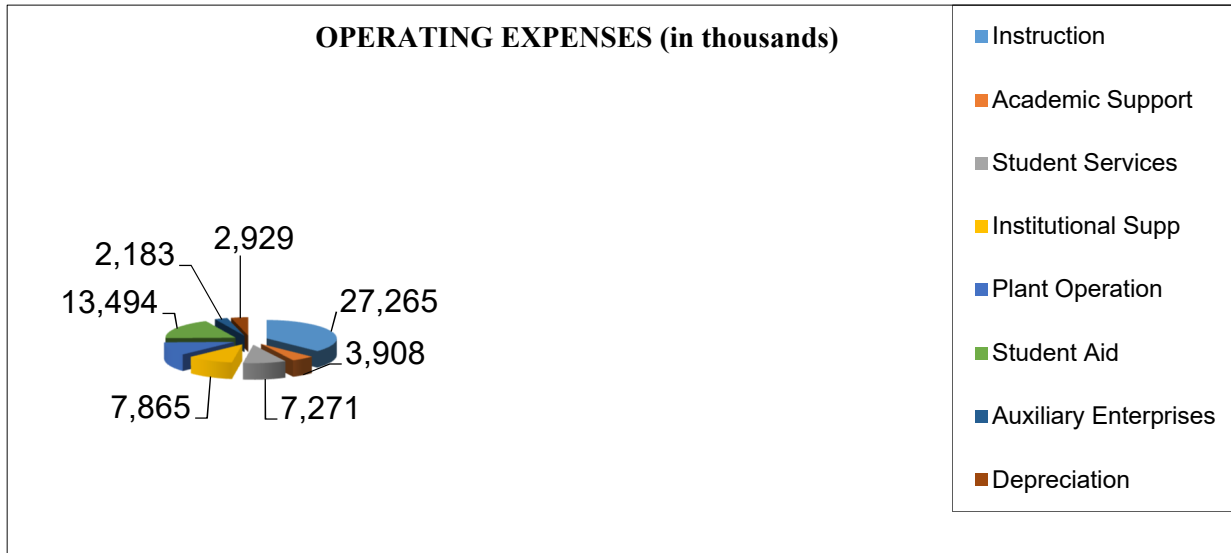 OPERATING EXPENSES (in thousands)
Instruction
Academic Support
Student Services
Institutional Supp
Plant Operation
Student Aid
Auxiliary Enterprises
Depreciation
2,929
2,183
13,494
27,265
3,908
7,865
7,271